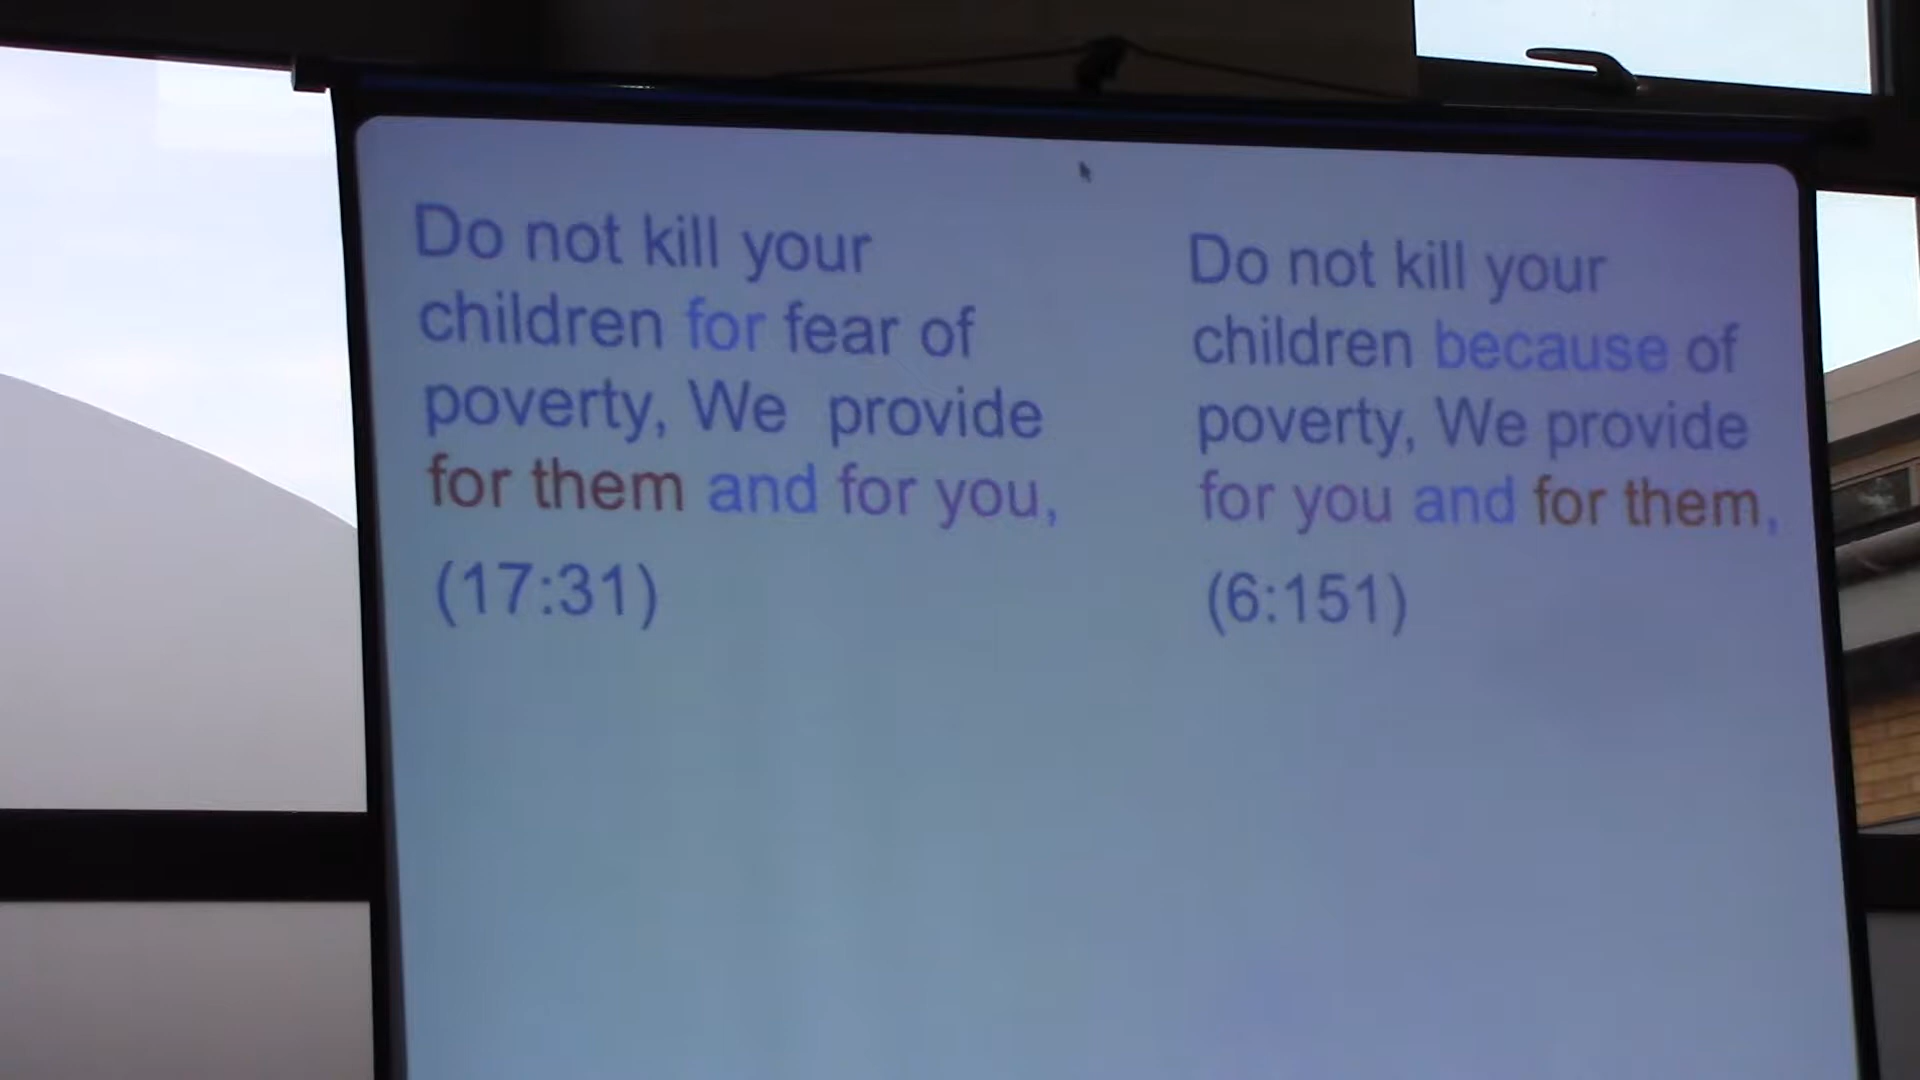 Do not kill your
children for fear of
poverty, We provide
for them and for you,
(17:31)
Do not kill your
children because of
poverty, We provide
for you and for them,
(6:151)